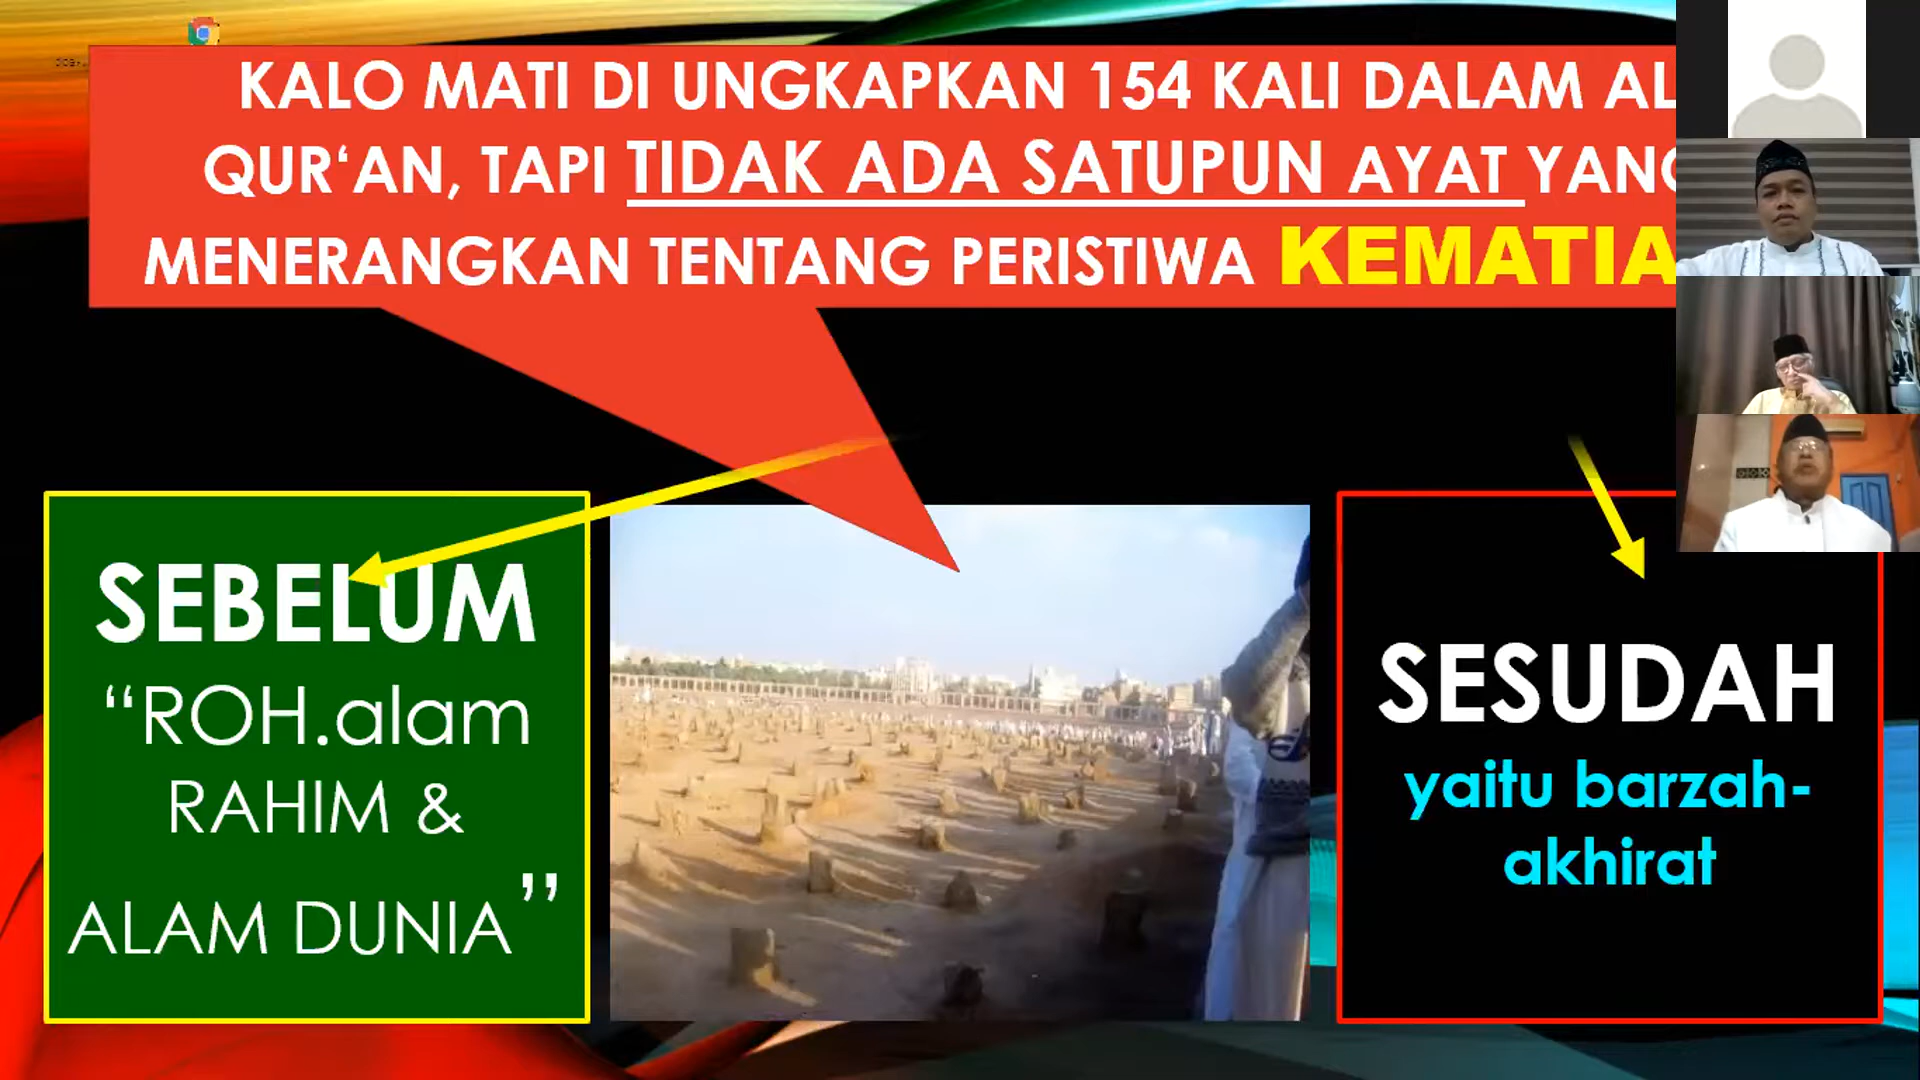 KALO MATI DI UNGKAPKAN 154 KALI DALAM AL
QUR‘AN, TAPI TIDAK ADA SATUPUN AYAT YANG
MENERANGKAN TENTANG PERISTIWA KEMATIA
SEBELUM
“ROH.alam
RAHIM &
ALAM DUNIA”
SESUDAH
yaitu barzah-
akhirat